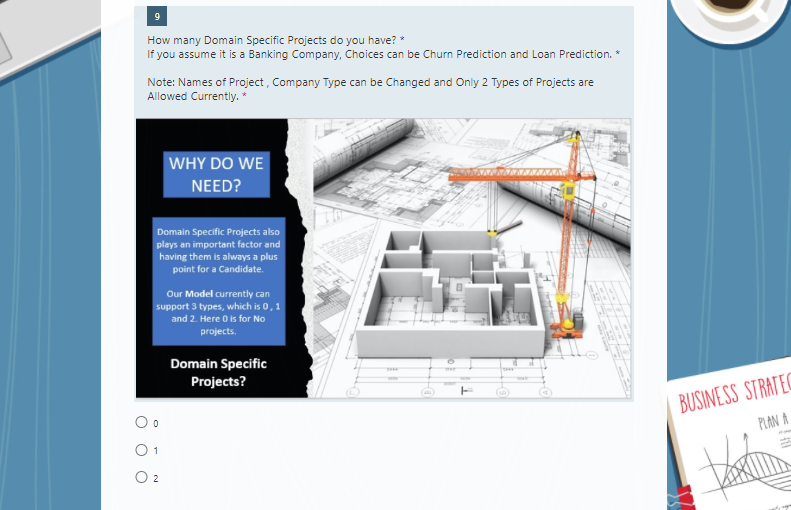 9
How many Domain Specific Projects do you have? *
If you assume it is a Banking Company, Choices can be Churn Prediction and Loan Prediction. *
Note: Names of Project , Company Type can be Changed and Only 2 Types of Projects are
Allowed Currently. *
WHY DO WE
NEED?
Domain Specific Projects also
plays an important factor and
having them is always a plus
point for a Candidate.
Our Model currently can
support 3 types, which is 0 , 1
and 2. Here 0 is for No
projects.
Domain Specific
Projects?
0
1
2
BUSINESS STRATEG
PLAN A